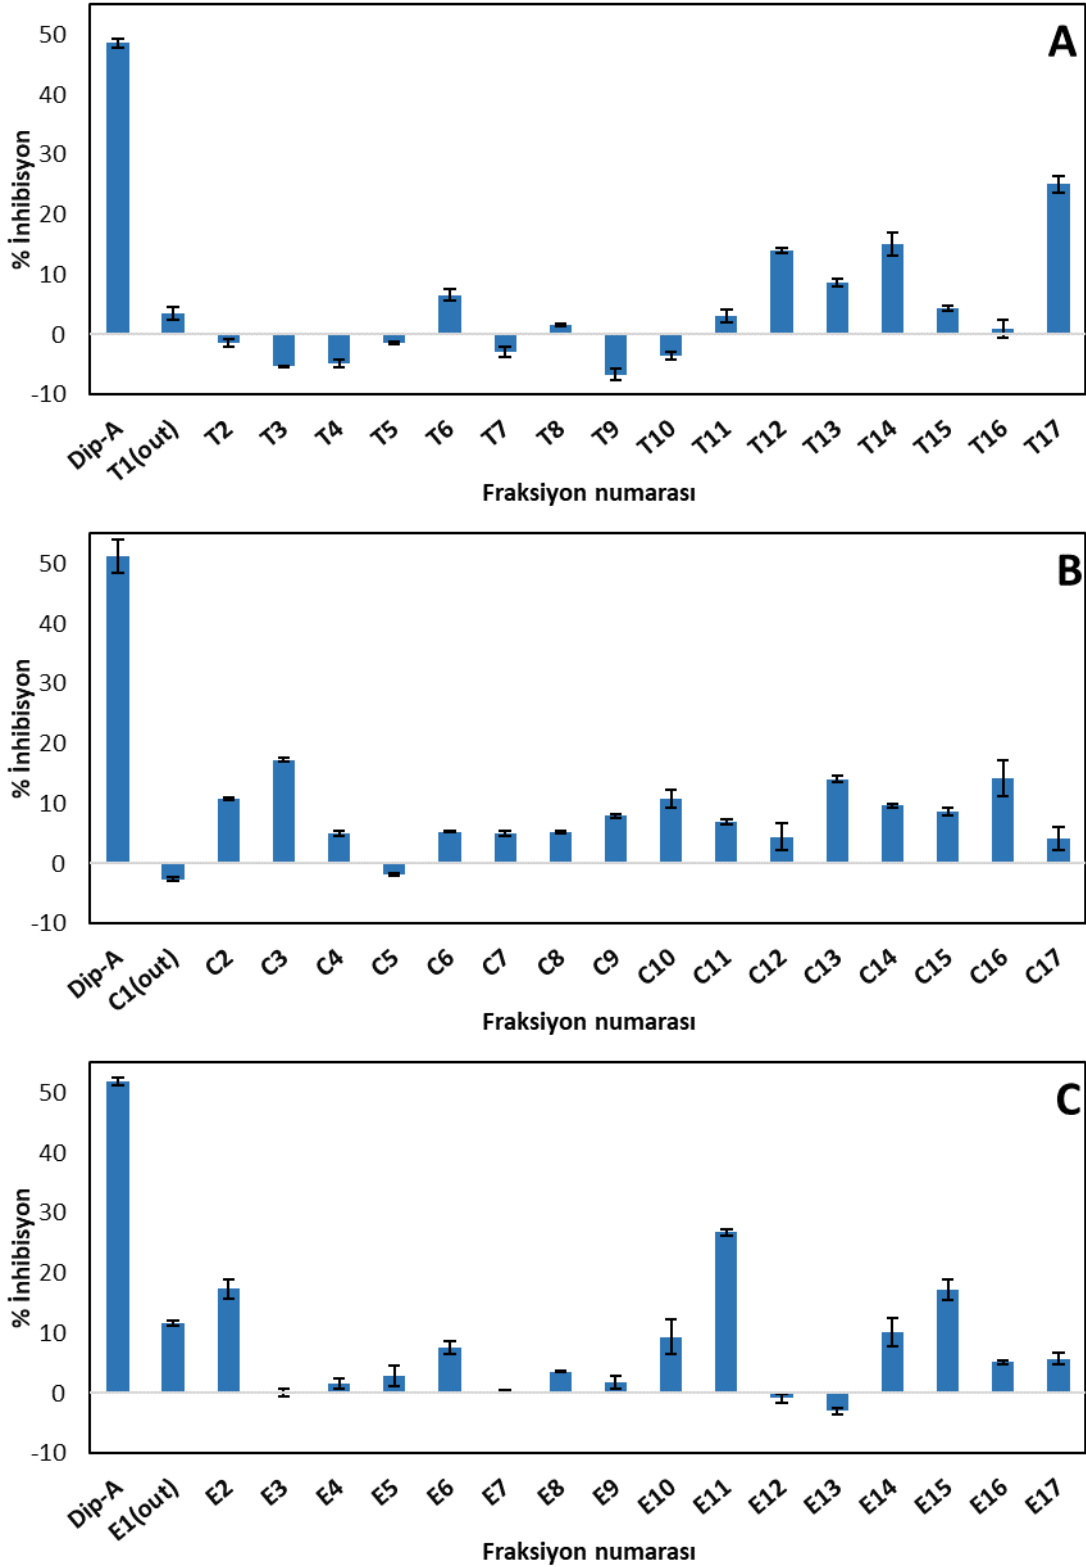 A
% İnhibisyon
50
40
30
20
10
0
-10
Dip-A
T1(out)
T2
T3
T4
T5
T6
T7
T8
T9
T10
T11
T12
T13
T14
T15
T16
T17
Fraksiyon numarası
B
% İnhibisyon
50
40
30
20
10
0
-10
Dip-A
C1(out)
C2
C3
C4
C5
C6
C7
C8
C9
C10
C11
C12
C13
C14
C15
C16
C17
Fraksiyon numarası
C
% İnhibisyon
50
40
30
20
10
0
-10
Dip-A
E1(out)
E2
E3
E4
E5
E6
E7
E8
E9
E10
E11
E12
E13
E14
E15
E16
E17
Fraksiyon numarası